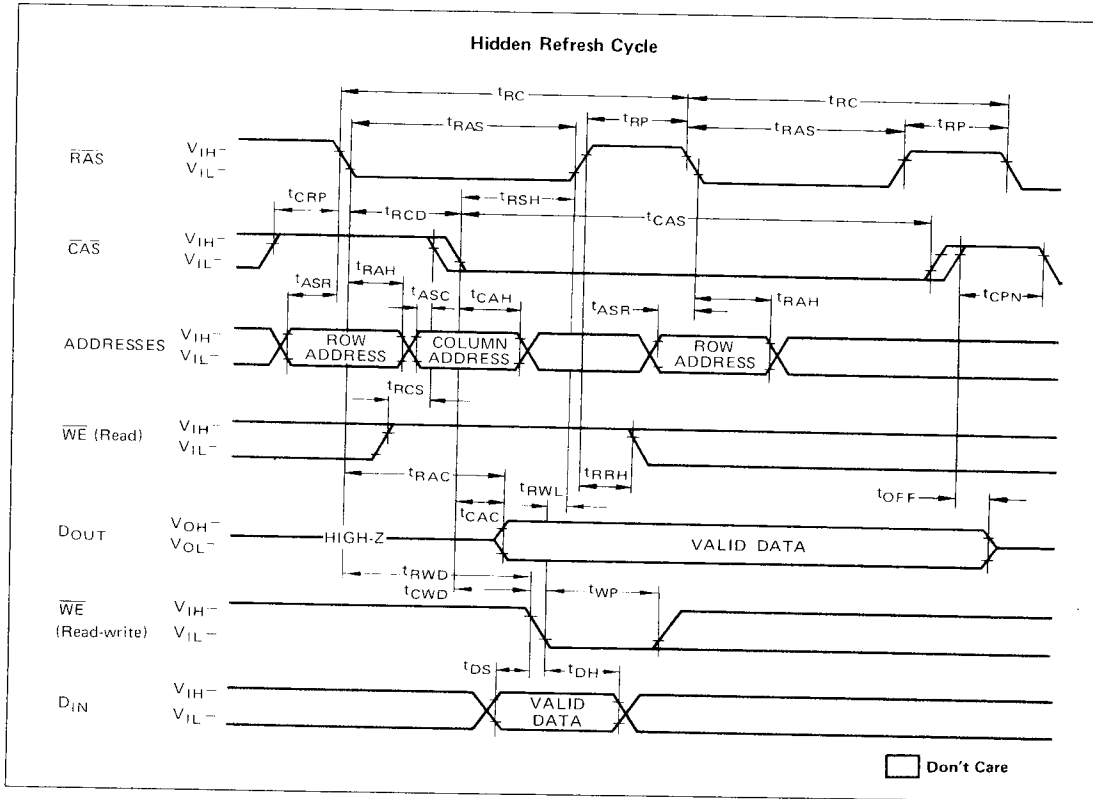 Hidden Refresh Cycle
tRC
tRC
tRAS
tRP
tRAS
tRP
RAS
VIH-
VIL-
tCRP
tRCD
tRSH
tCAS
CAS
VIH-
VIL-
tASR
tRAH
tASC
tCAH
tASR
tRAH
tCPN
ADDRESSES
VIH-
VIL-
ROW ADDRESS
COLUMN ADDRESS
ROW ADDRESS
tRCS
WE (Read)
VIH-
VIL-
tRAC
tRWL
tRRH
tOFF
tCAC
DOUT
VOH-
VOL-
HIGH-Z
VALID DATA
tRWD
tCWD
tWP
WE
(Read-write)
VIH-
VIL-
tDS
tDH
DIN
VIH-
VIL-
VALID
DATA
Don't Care